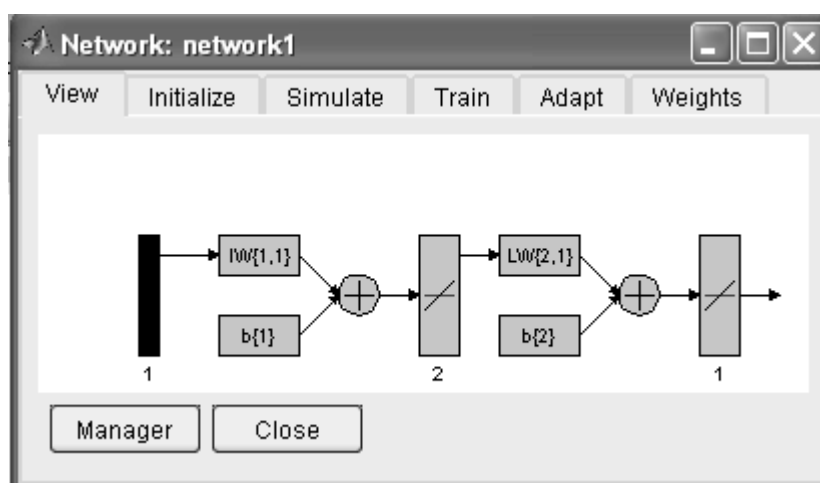 Network: network1
View Initialize Simulate Train Adapt Weights
IW{1,1} LW{2,1}
b{1} b{2}
1 2 1
Manager Close